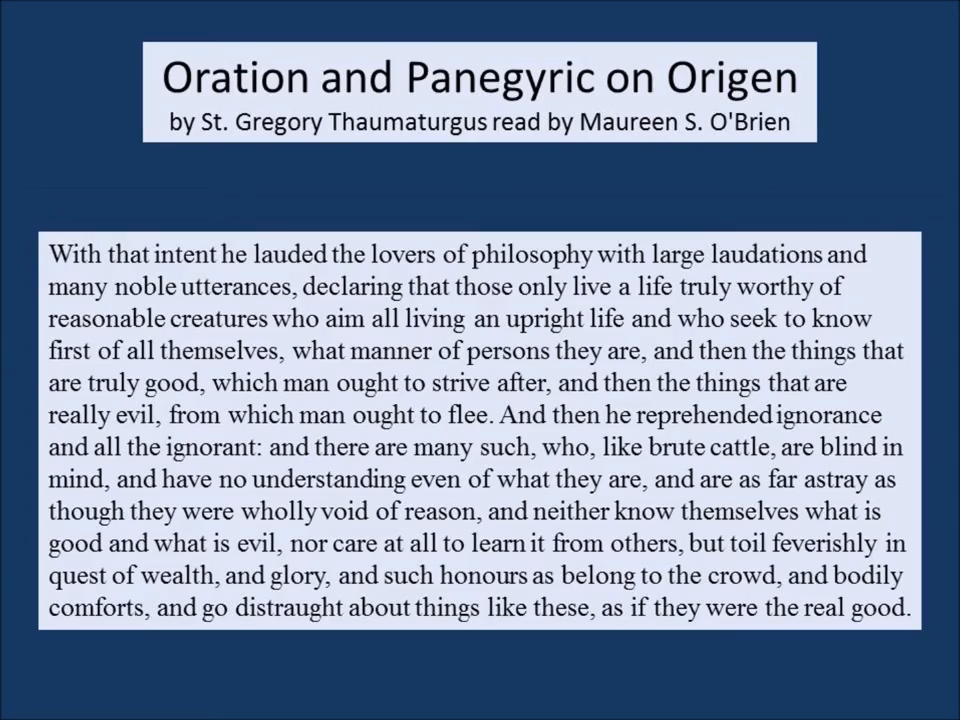 Oration and Panegyric on Origen
by St. Gregory Thaumaturgus read by Maureen S. O'Brien
With that intent he lauded the lovers of philosophy with large laudations and
many noble utterances, declaring that those only live a life truly worthy of
reasonable creatures who aim all living an upright life and who seek to know
first of all themselves, what manner of persons they are, and then the things that
are truly good, which man ought to strive after, and then the things that are
really evil, from which man ought to flee. And then he reprehended ignorance
and all the ignorant: and there are many such, who, like brute cattle, are blind in
mind, and have no understanding even of what they are, and are as far astray as
though they were wholly void of reason, and neither know themselves what is
good and what is evil, nor care at all to learn it from others, but toil feverishly in
quest of wealth, and glory, and such honours as belong to the crowd, and bodily
comforts, and go distraught about things like these, as if they were the real good.